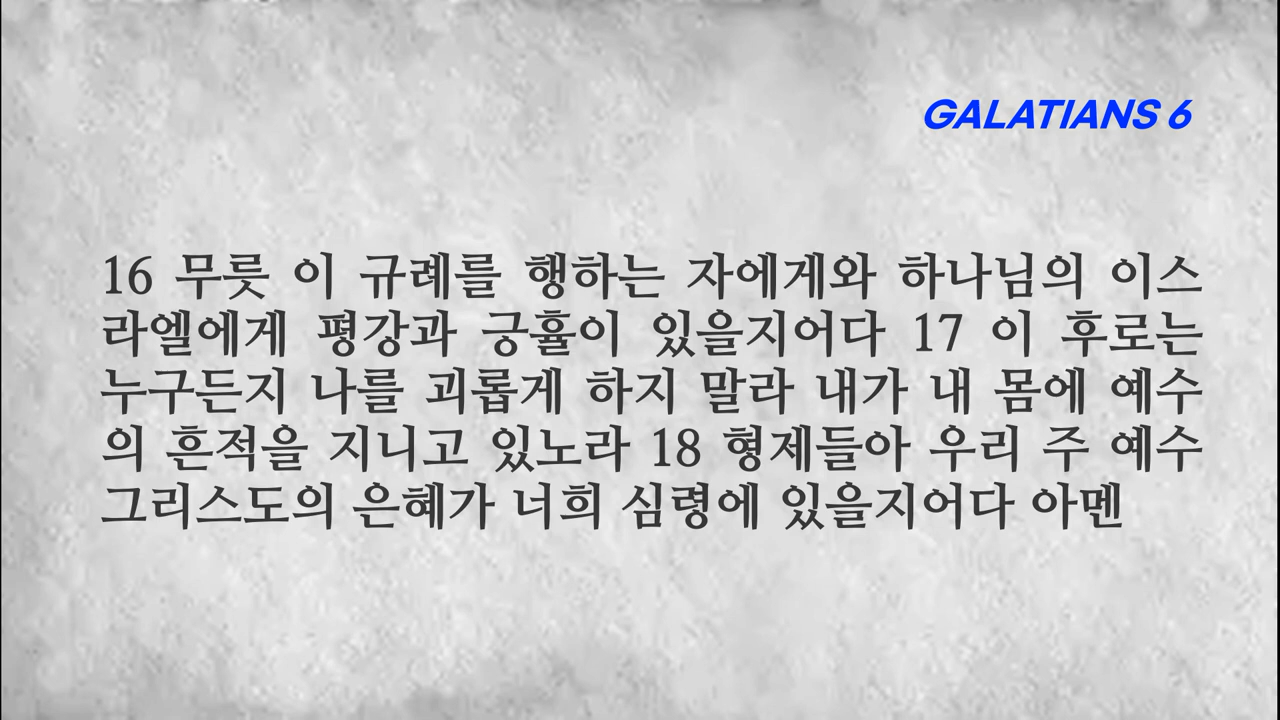 GALATIANS 6
16 무릇 이 규례를 행하는 자에게와 하나님의 이스
라엘에게 평강과 긍휼이 있을지어다 17 이 후로는
누구든지 나를 괴롭게 하지 말라 내가 내 몸에 예수
의 흔적을 지니고 있노라 18 형제들아 우리 주 예수
그리스도의 은혜가 너희 심령에 있을지어다 아멘